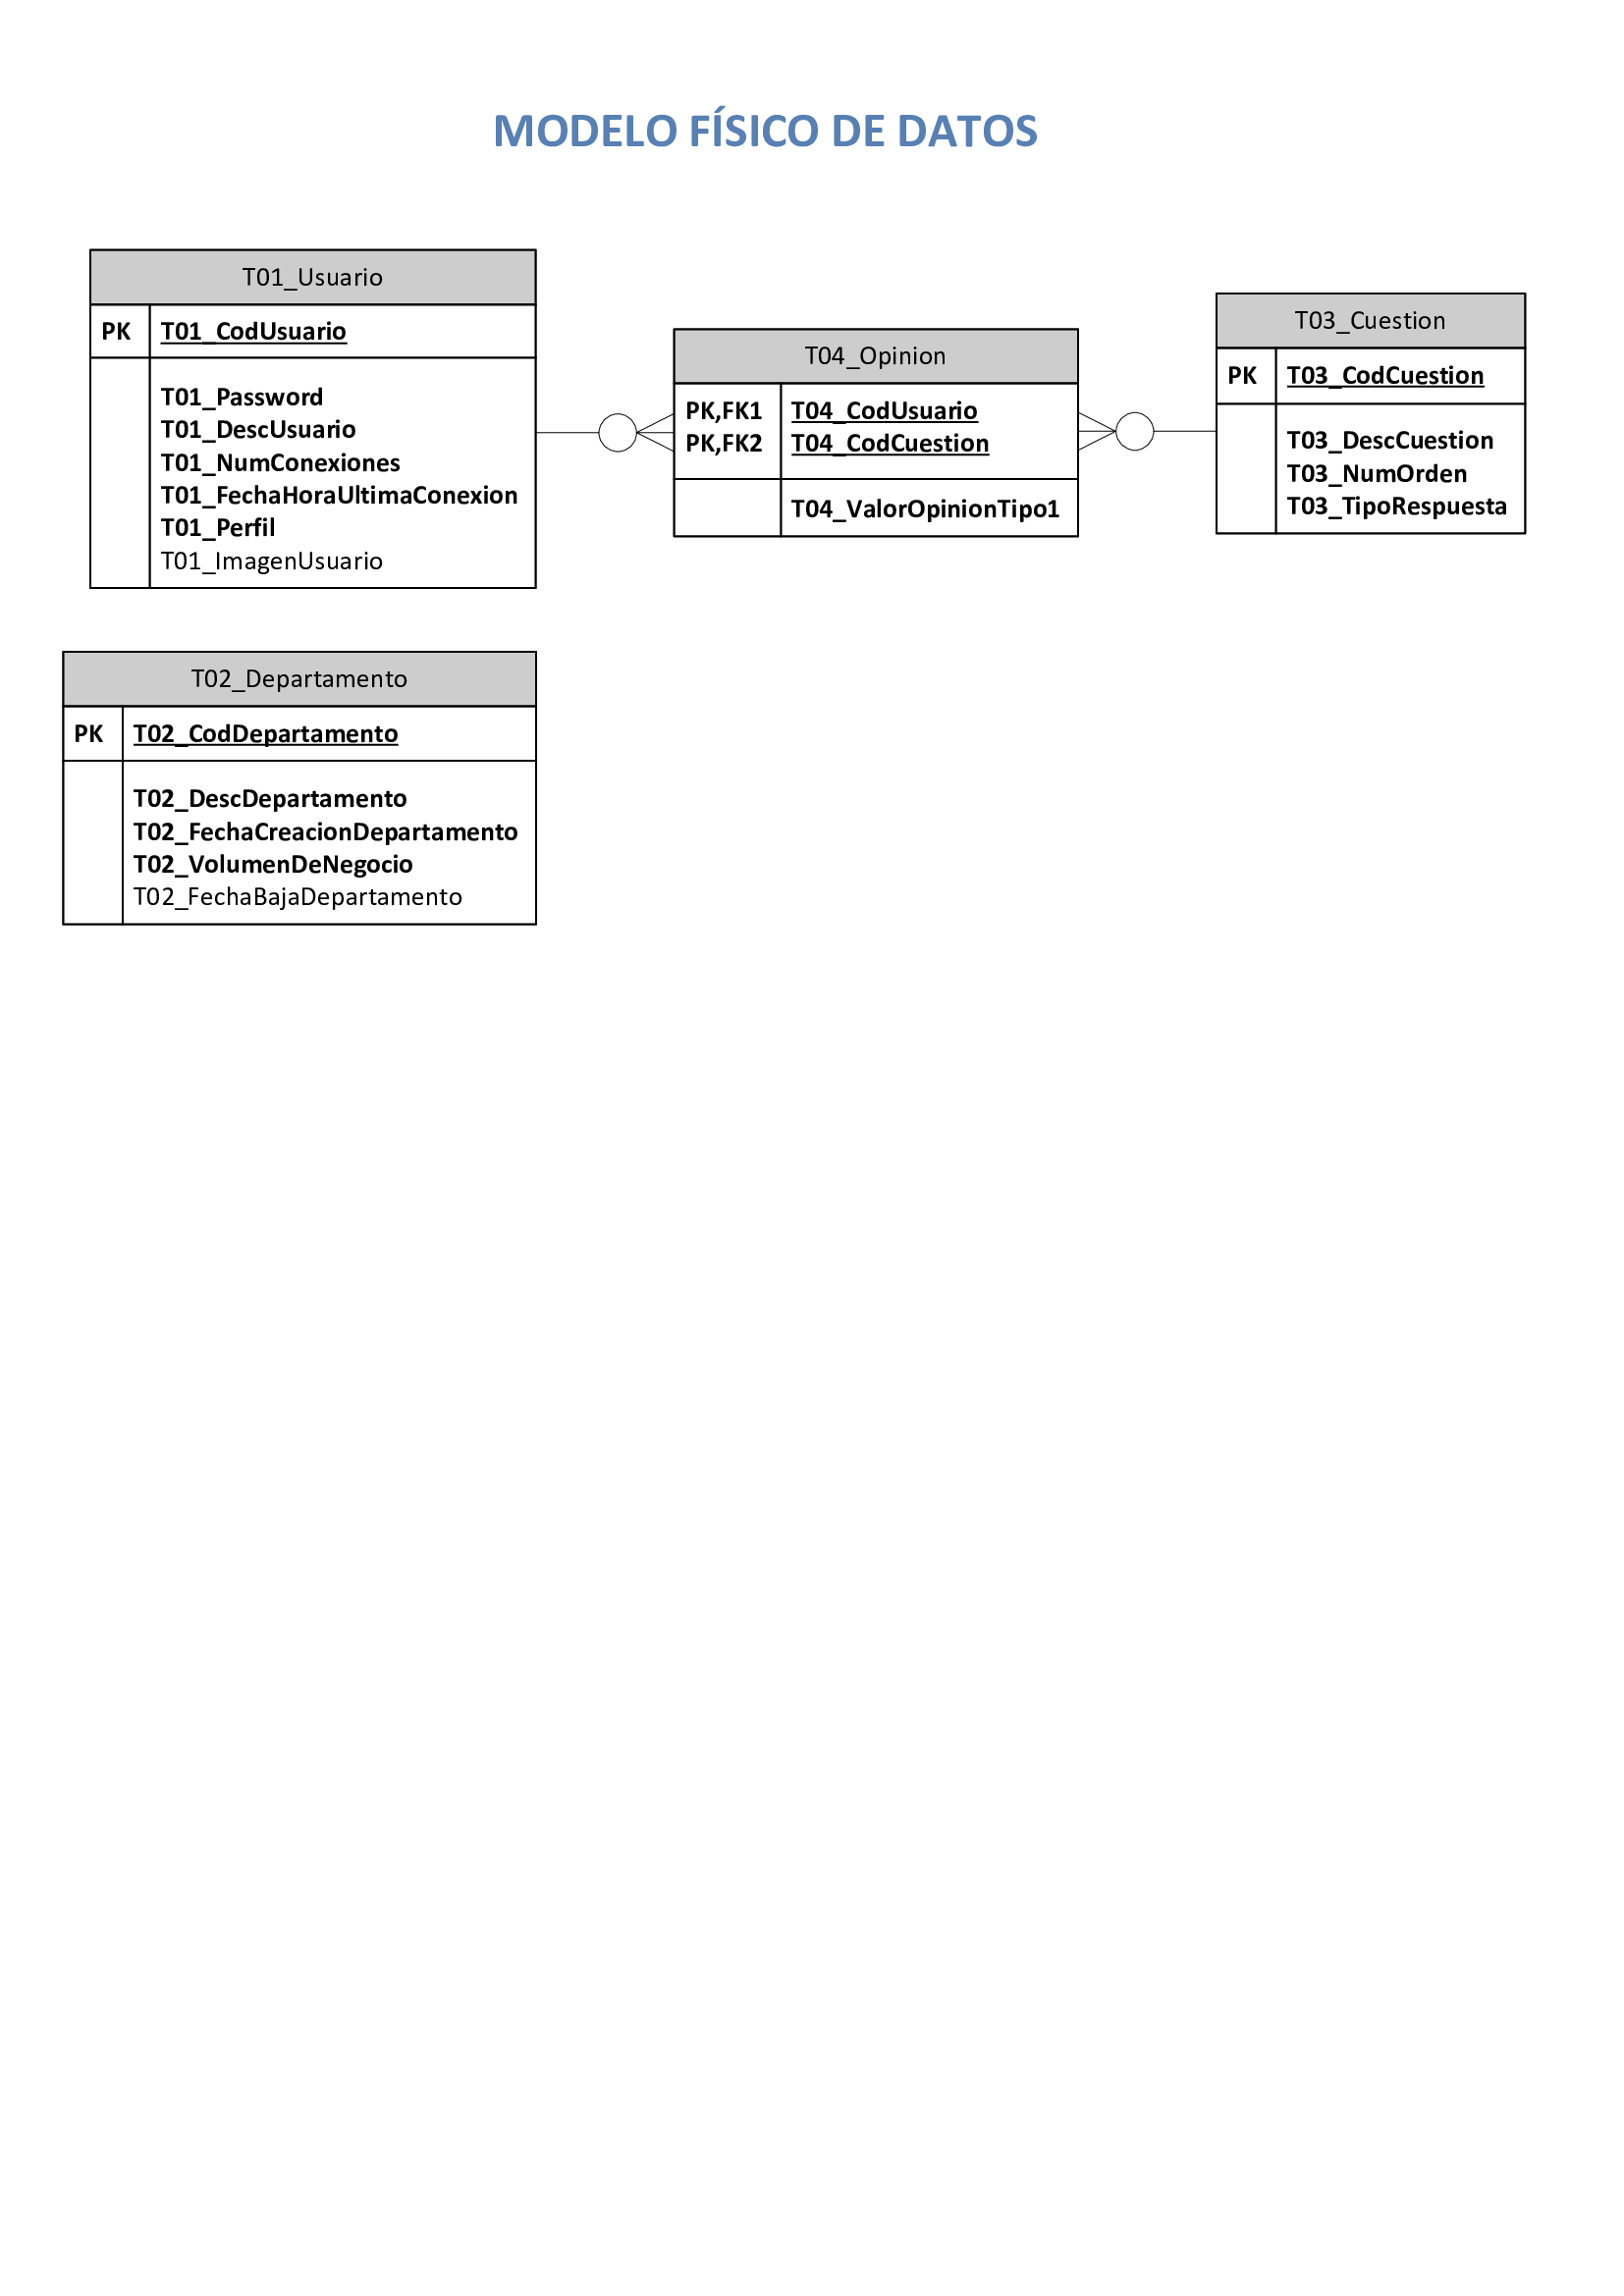 MODELO FÍSICO DE DATOS
T01_Usuario
PK T01_CodUsuario
T01_Password
T01_DescUsuario
T01_NumConexiones
T01_FechaHoraUltimaConexion
T01_Perfil
T01_ImagenUsuario
T04_Opinion
PK,FK1 T04_CodUsuario
PK,FK2 T04_CodCuestion
T04_ValorOpinionTipo1
T03_Cuestion
PK T03_CodCuestion
T03_DescCuestion
T03_NumOrden
T03_TipoRespuesta
T02_Departamento
PK T02_CodDepartamento
T02_DescDepartamento
T02_FechaCreacionDepartamento
T02_VolumenDeNegocio
T02_FechaBajaDepartamento